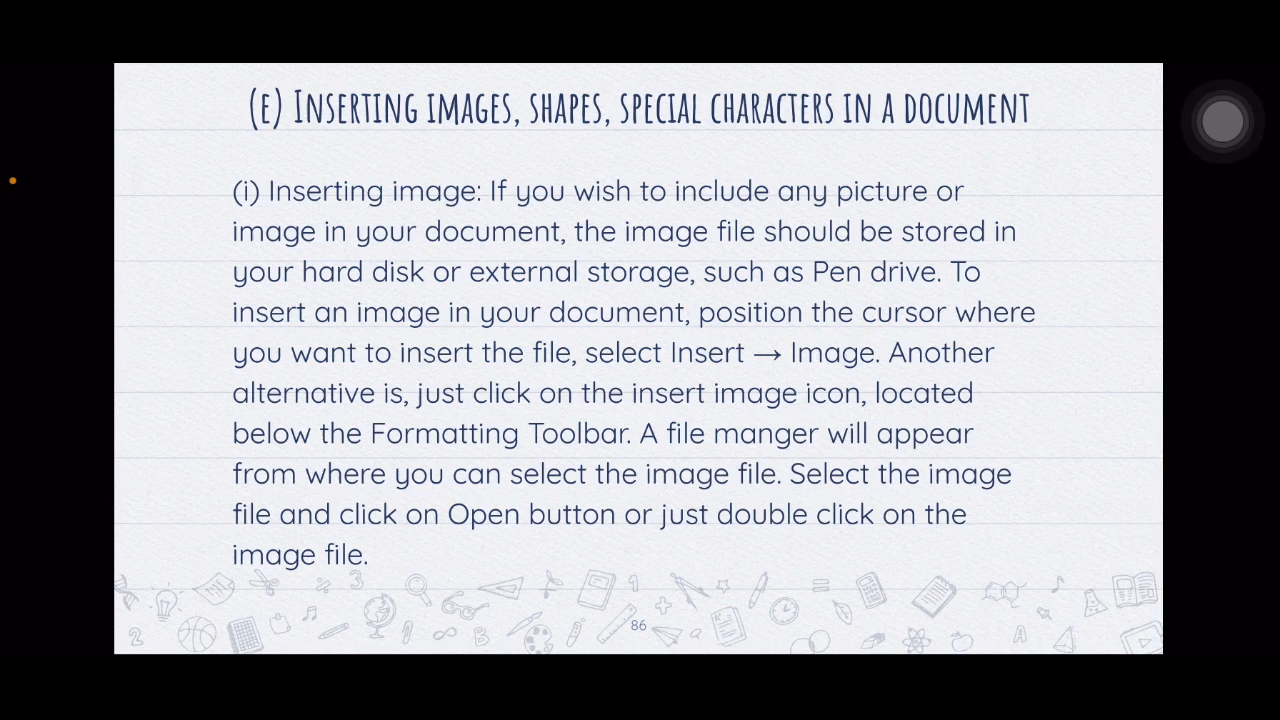 (e) Inserting images, shapes, special characters in a document
(i) Inserting image: If you wish to include any picture or
image in your document, the image file should be stored in
your hard disk or external storage, such as Pen drive. To
insert an image in your document, position the cursor where
you want to insert the file, select Insert → Image. Another
alternative is, just click on the insert image icon, located
below the Formatting Toolbar. A file manger will appear
from where you can select the image file. Select the image
file and click on Open button or just double click on the
image file.
86